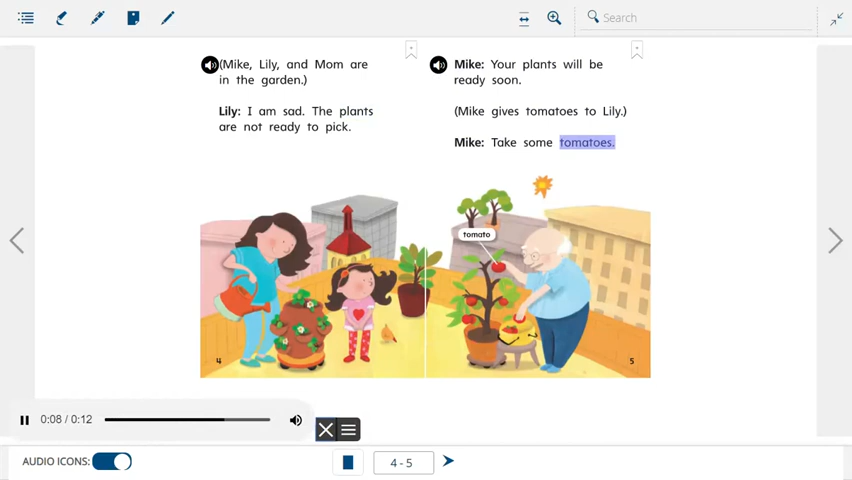 Search
(Mike, Lily, and Mom are
in the garden.)
Lily: I am sad. The plants
are not ready to pick.
Mike: Your plants will be
ready soon.
(Mike gives tomatoes to Lily.)
Mike: Take some tomatoes.
tomato
4
5
0:08 / 0:12
AUDIO ICONS:
4 - 5